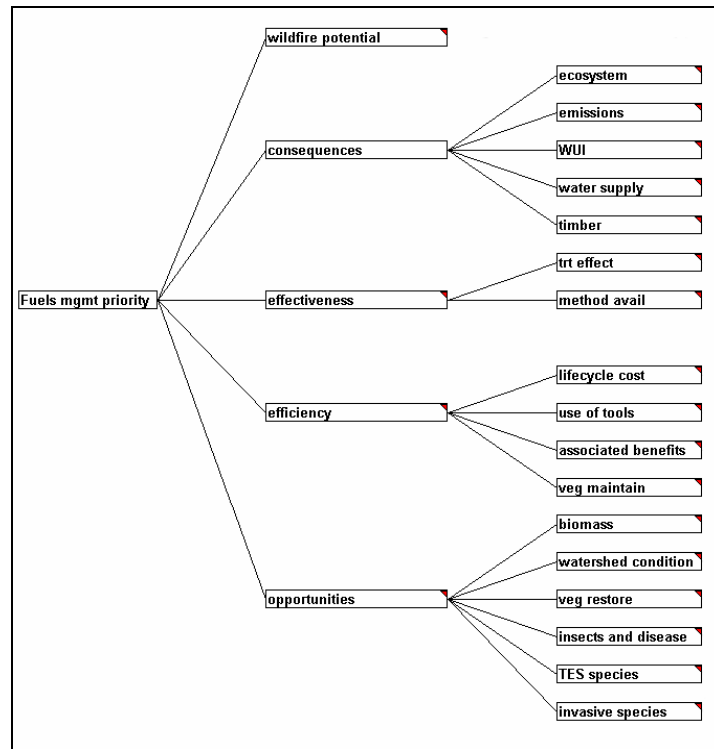 wildfire potential
ecosystem
emissions
consequences
WUI
water supply
timber
trt effect
Fuels mgmt priority
effectiveness
method avail
lifecycle cost
efficiency
use of tools
associated benefits
veg maintain
biomass
watershed condition
opportunities
veg restore
insects and disease
TES species
invasive species